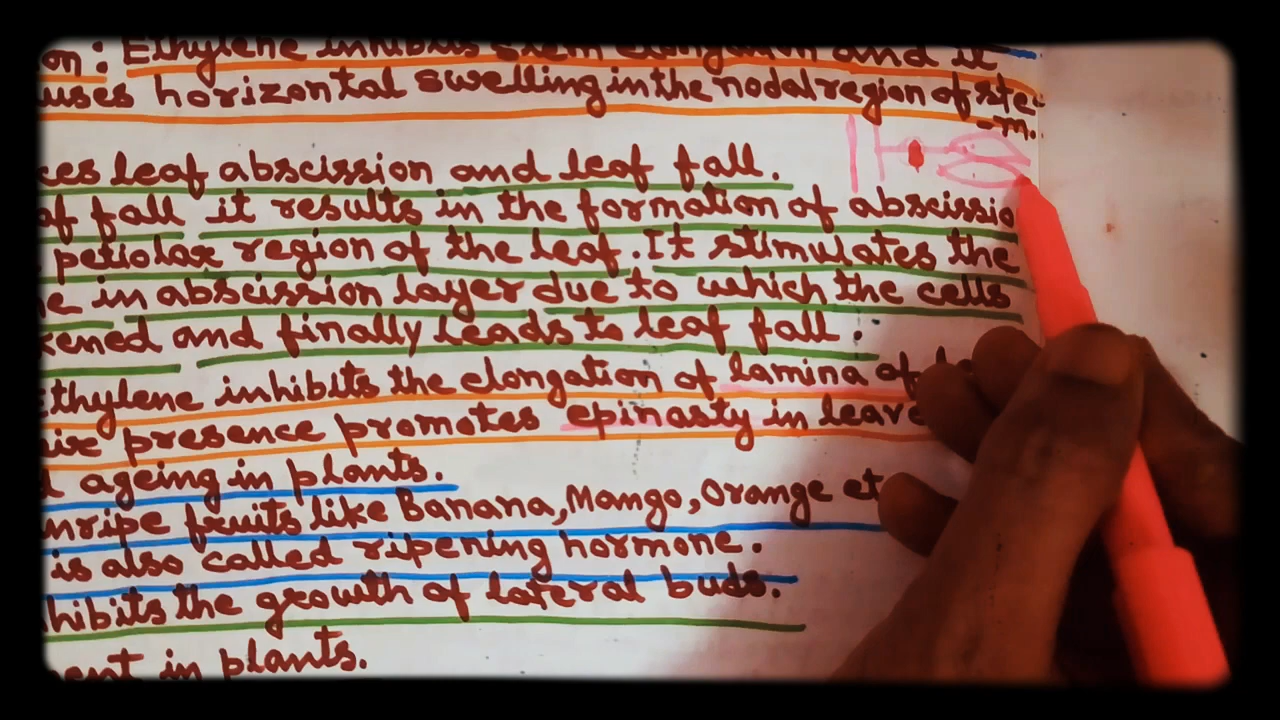 on: Ethylene inhibits stem elongation and it
uses horizontal swelling in the nodal region of ste-
-m.
ces leaf abscission and leaf fall.
of fall it results in the formation of abscissio
petiolar region of the leaf. It stimulates the
in abscission layer due to which the cells
kened and finally leads to leaf fall.
Ethylene inhibits the elongation of lamina of
presence promotes epinasty in leave
ageing in plants.
nripe fruits like Banana, Mango, Orange et
is also called ripening hormone.
hibits the growth of lateral buds.
ent in plants.